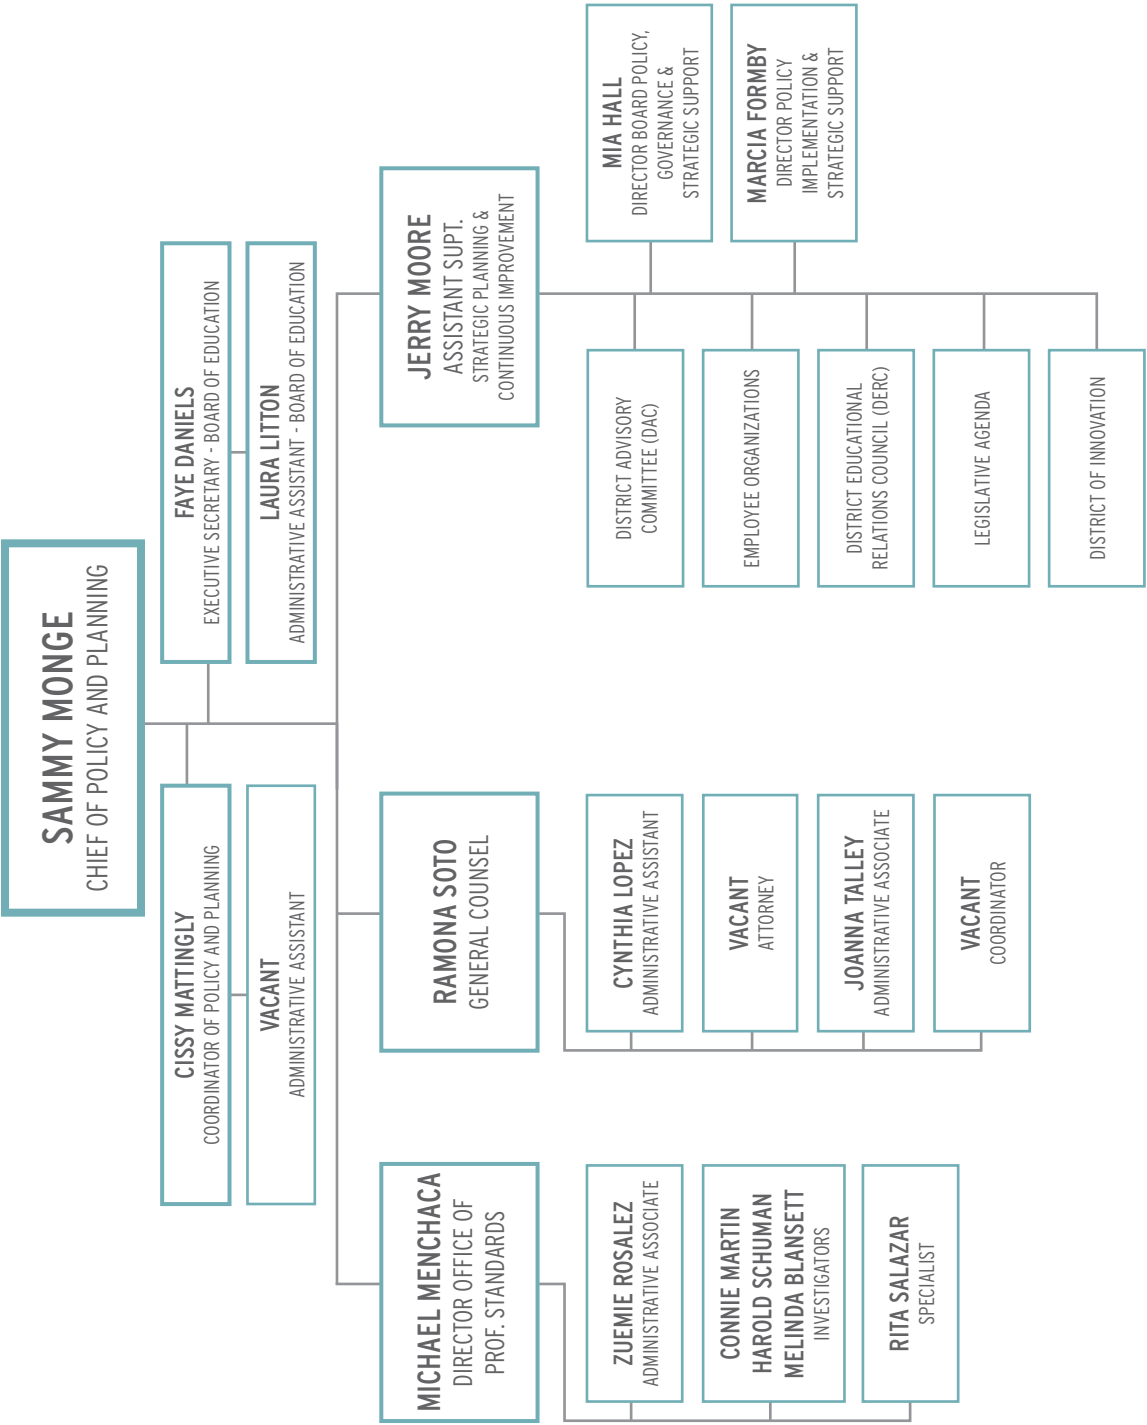 SAMMY MONGE
CHIEF OF POLICY AND PLANNING
CISSY MATTINGLY
COORDINATOR OF POLICY AND PLANNING
VACANT
ADMINISTRATIVE ASSISTANT
FAYE DANIELS
EXECUTIVE SECRETARY - BOARD OF EDUCATION
LAURA LITTON
ADMINISTRATIVE ASSISTANT - BOARD OF EDUCATION
MICHAEL MENCHACA
DIRECTOR OFFICE OF
PROF. STANDARDS
ZUEMIE ROSALEZ
ADMINISTRATIVE ASSOCIATE
CONNIE MARTIN
HAROLD SCHUMAN
MELINDA BLANSETT
INVESTIGATORS
RITA SALAZAR
SPECIALIST
RAMONA SOTO
GENERAL COUNSEL
CYNTHIA LOPEZ
ADMINISTRATIVE ASSISTANT
VACANT
ATTORNEY
JOANNA TALLEY
ADMINISTRATIVE ASSOCIATE
VACANT
COORDINATOR
JERRY MOORE
ASSISTANT SUPT.
STRATEGIC PLANNING &
CONTINUOUS IMPROVEMENT
DISTRICT ADVISORY
COMMITTEE (DAC)
EMPLOYEE ORGANIZATIONS
DISTRICT EDUCATIONAL
RELATIONS COUNCIL (DERC)
LEGISLATIVE AGENDA
DISTRICT OF INNOVATION
MIA HALL
DIRECTOR BOARD POLICY,
GOVERNANCE &
STRATEGIC SUPPORT
MARCIA FORMBY
DIRECTOR POLICY
IMPLEMENTATION &
STRATEGIC SUPPORT